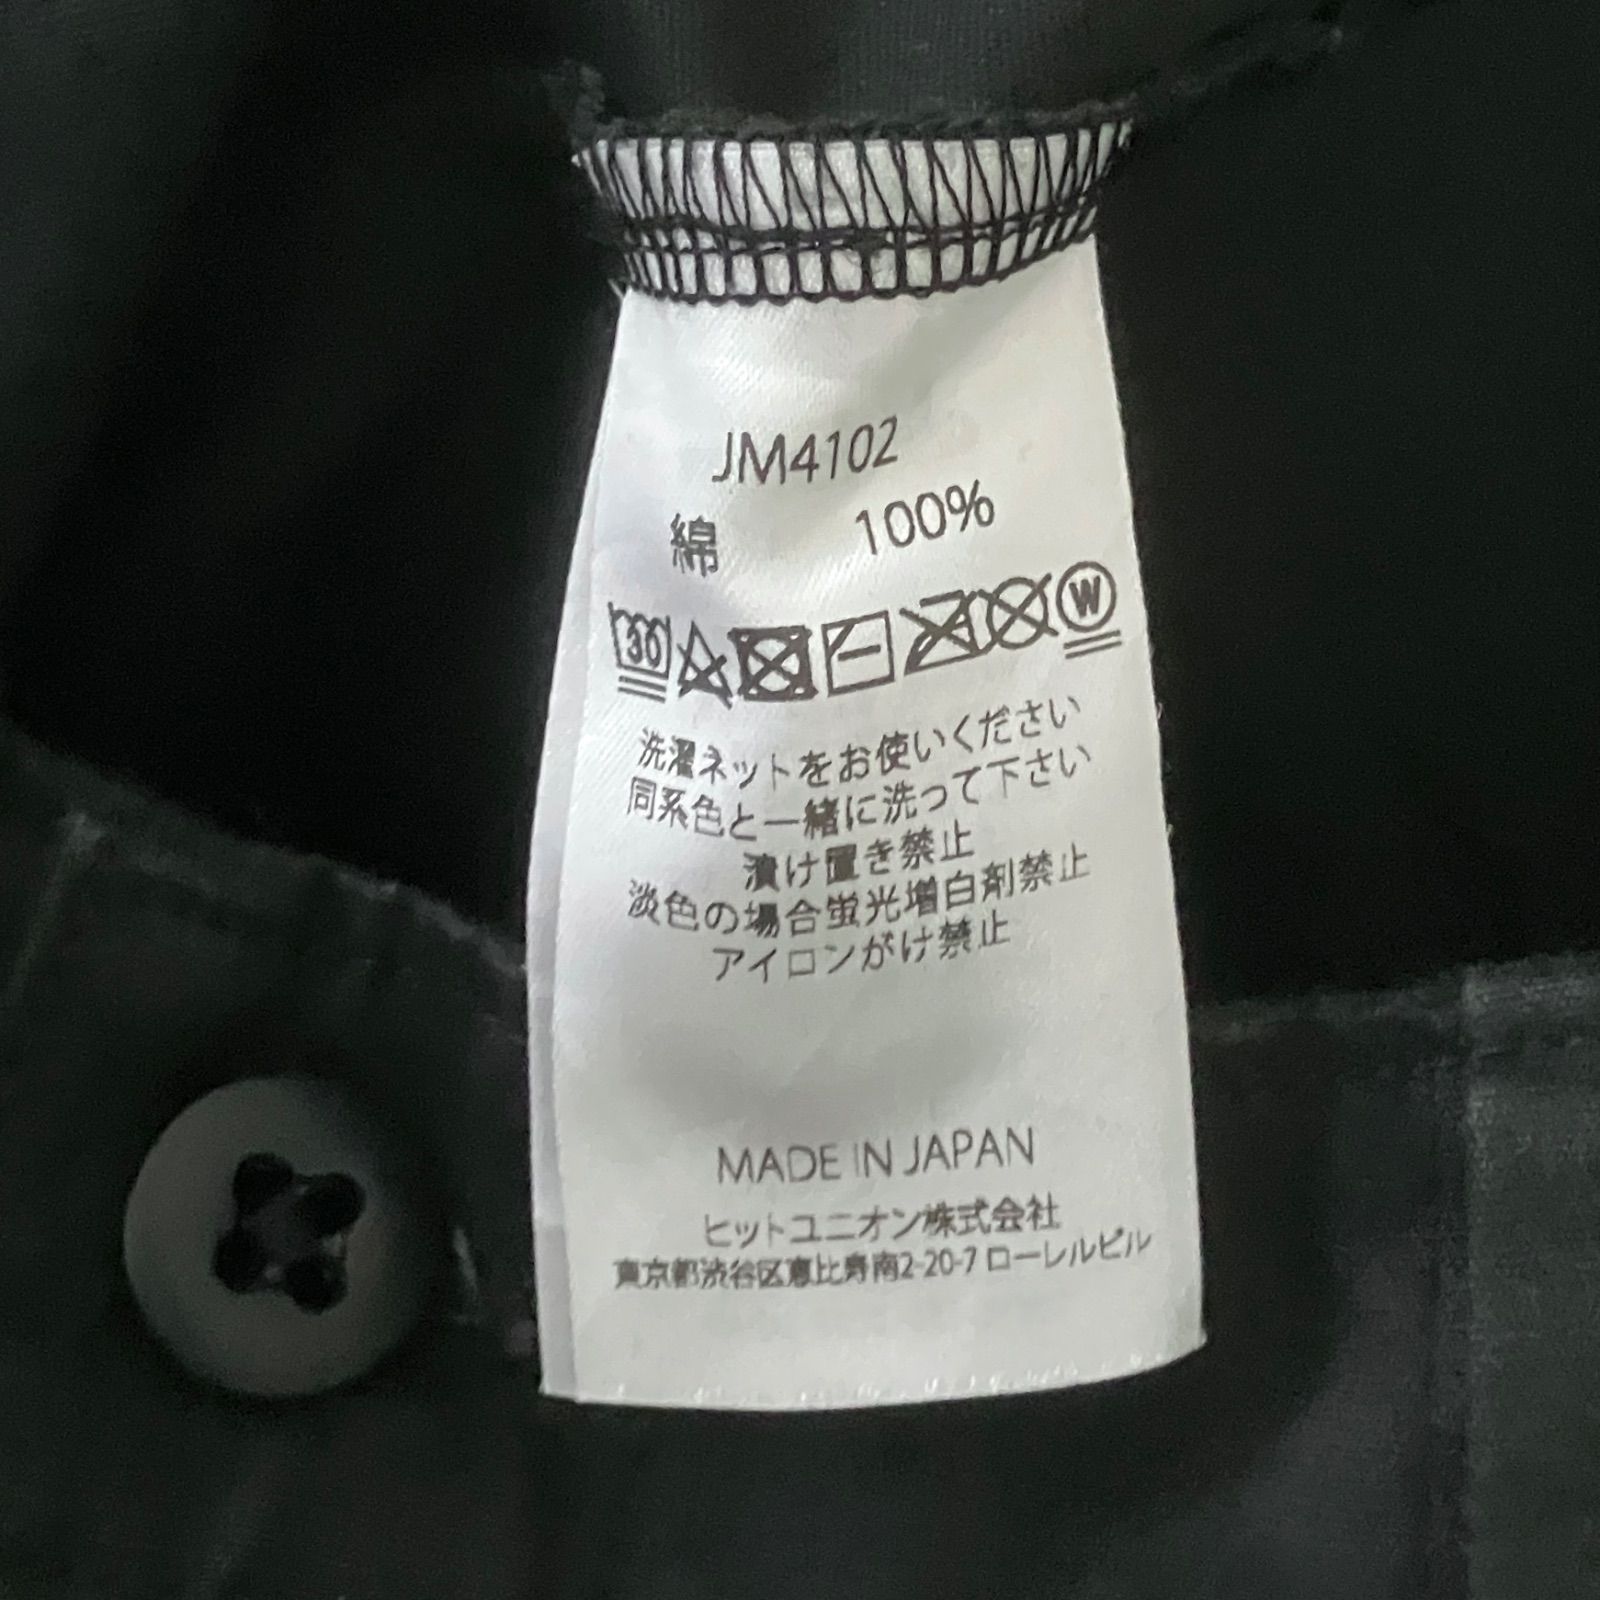 JM4102
綿 100%
30
W
洗濯ネットをお使いください
同系色と一緒に洗って下さい
漬け置き禁止
淡色の場合蛍光増白剤禁止
アイロンがけ禁止
MADE IN JAPAN
ヒットユニオン株式会社
東京都渋谷区恵比寿南2-20-7 ローレルビル